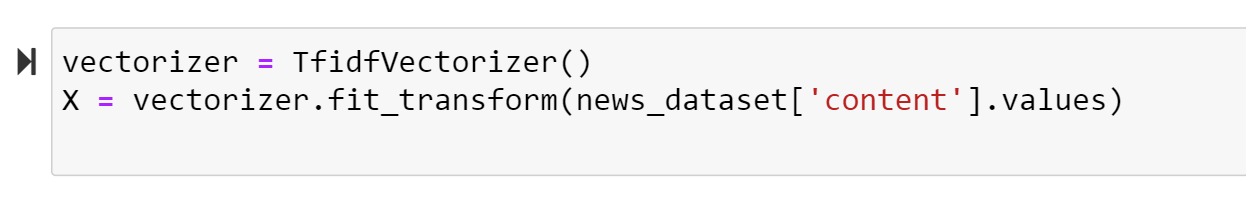 vectorizer = TfidfVectorizer()
X = vectorizer.fit_transform(news_dataset['content'].values)